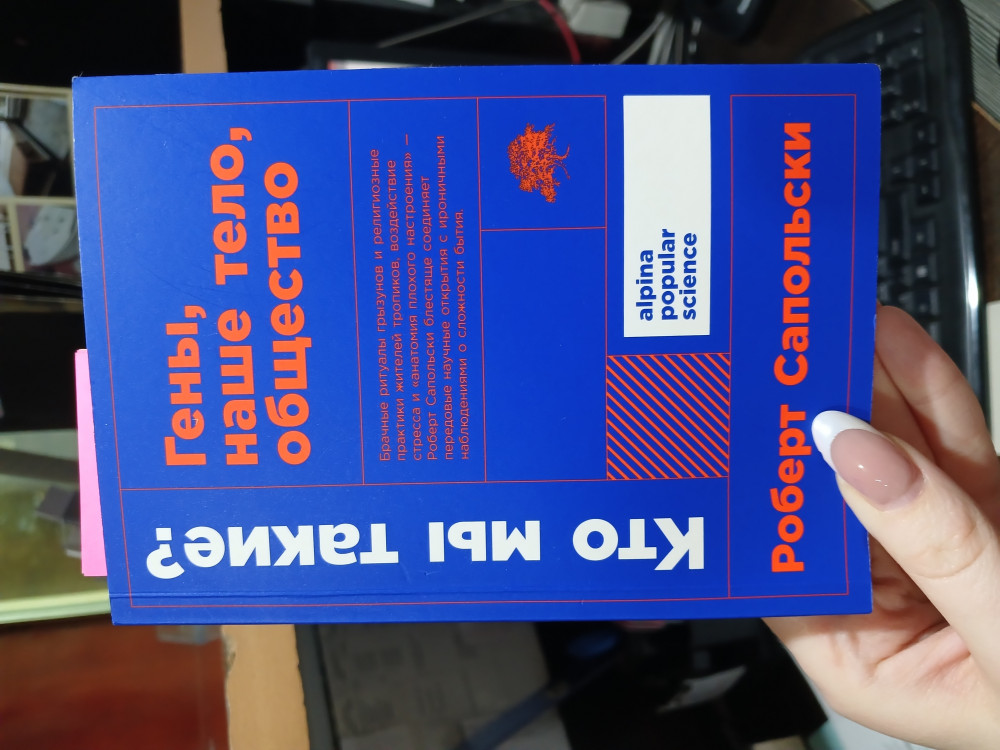 Кто мы такие?
Гены,
наше тело,
общество
Брачные ритуалы грызунов и религиозные
практики жителей тропиков, воздействие
стресса и «анатомия плохого настроения» —
Роберт Сапольски блестяще соединяет
передовые научные открытия с ироничными
наблюдениями о сложности бытия.
alpina
popular
science
Роберт Сапольски